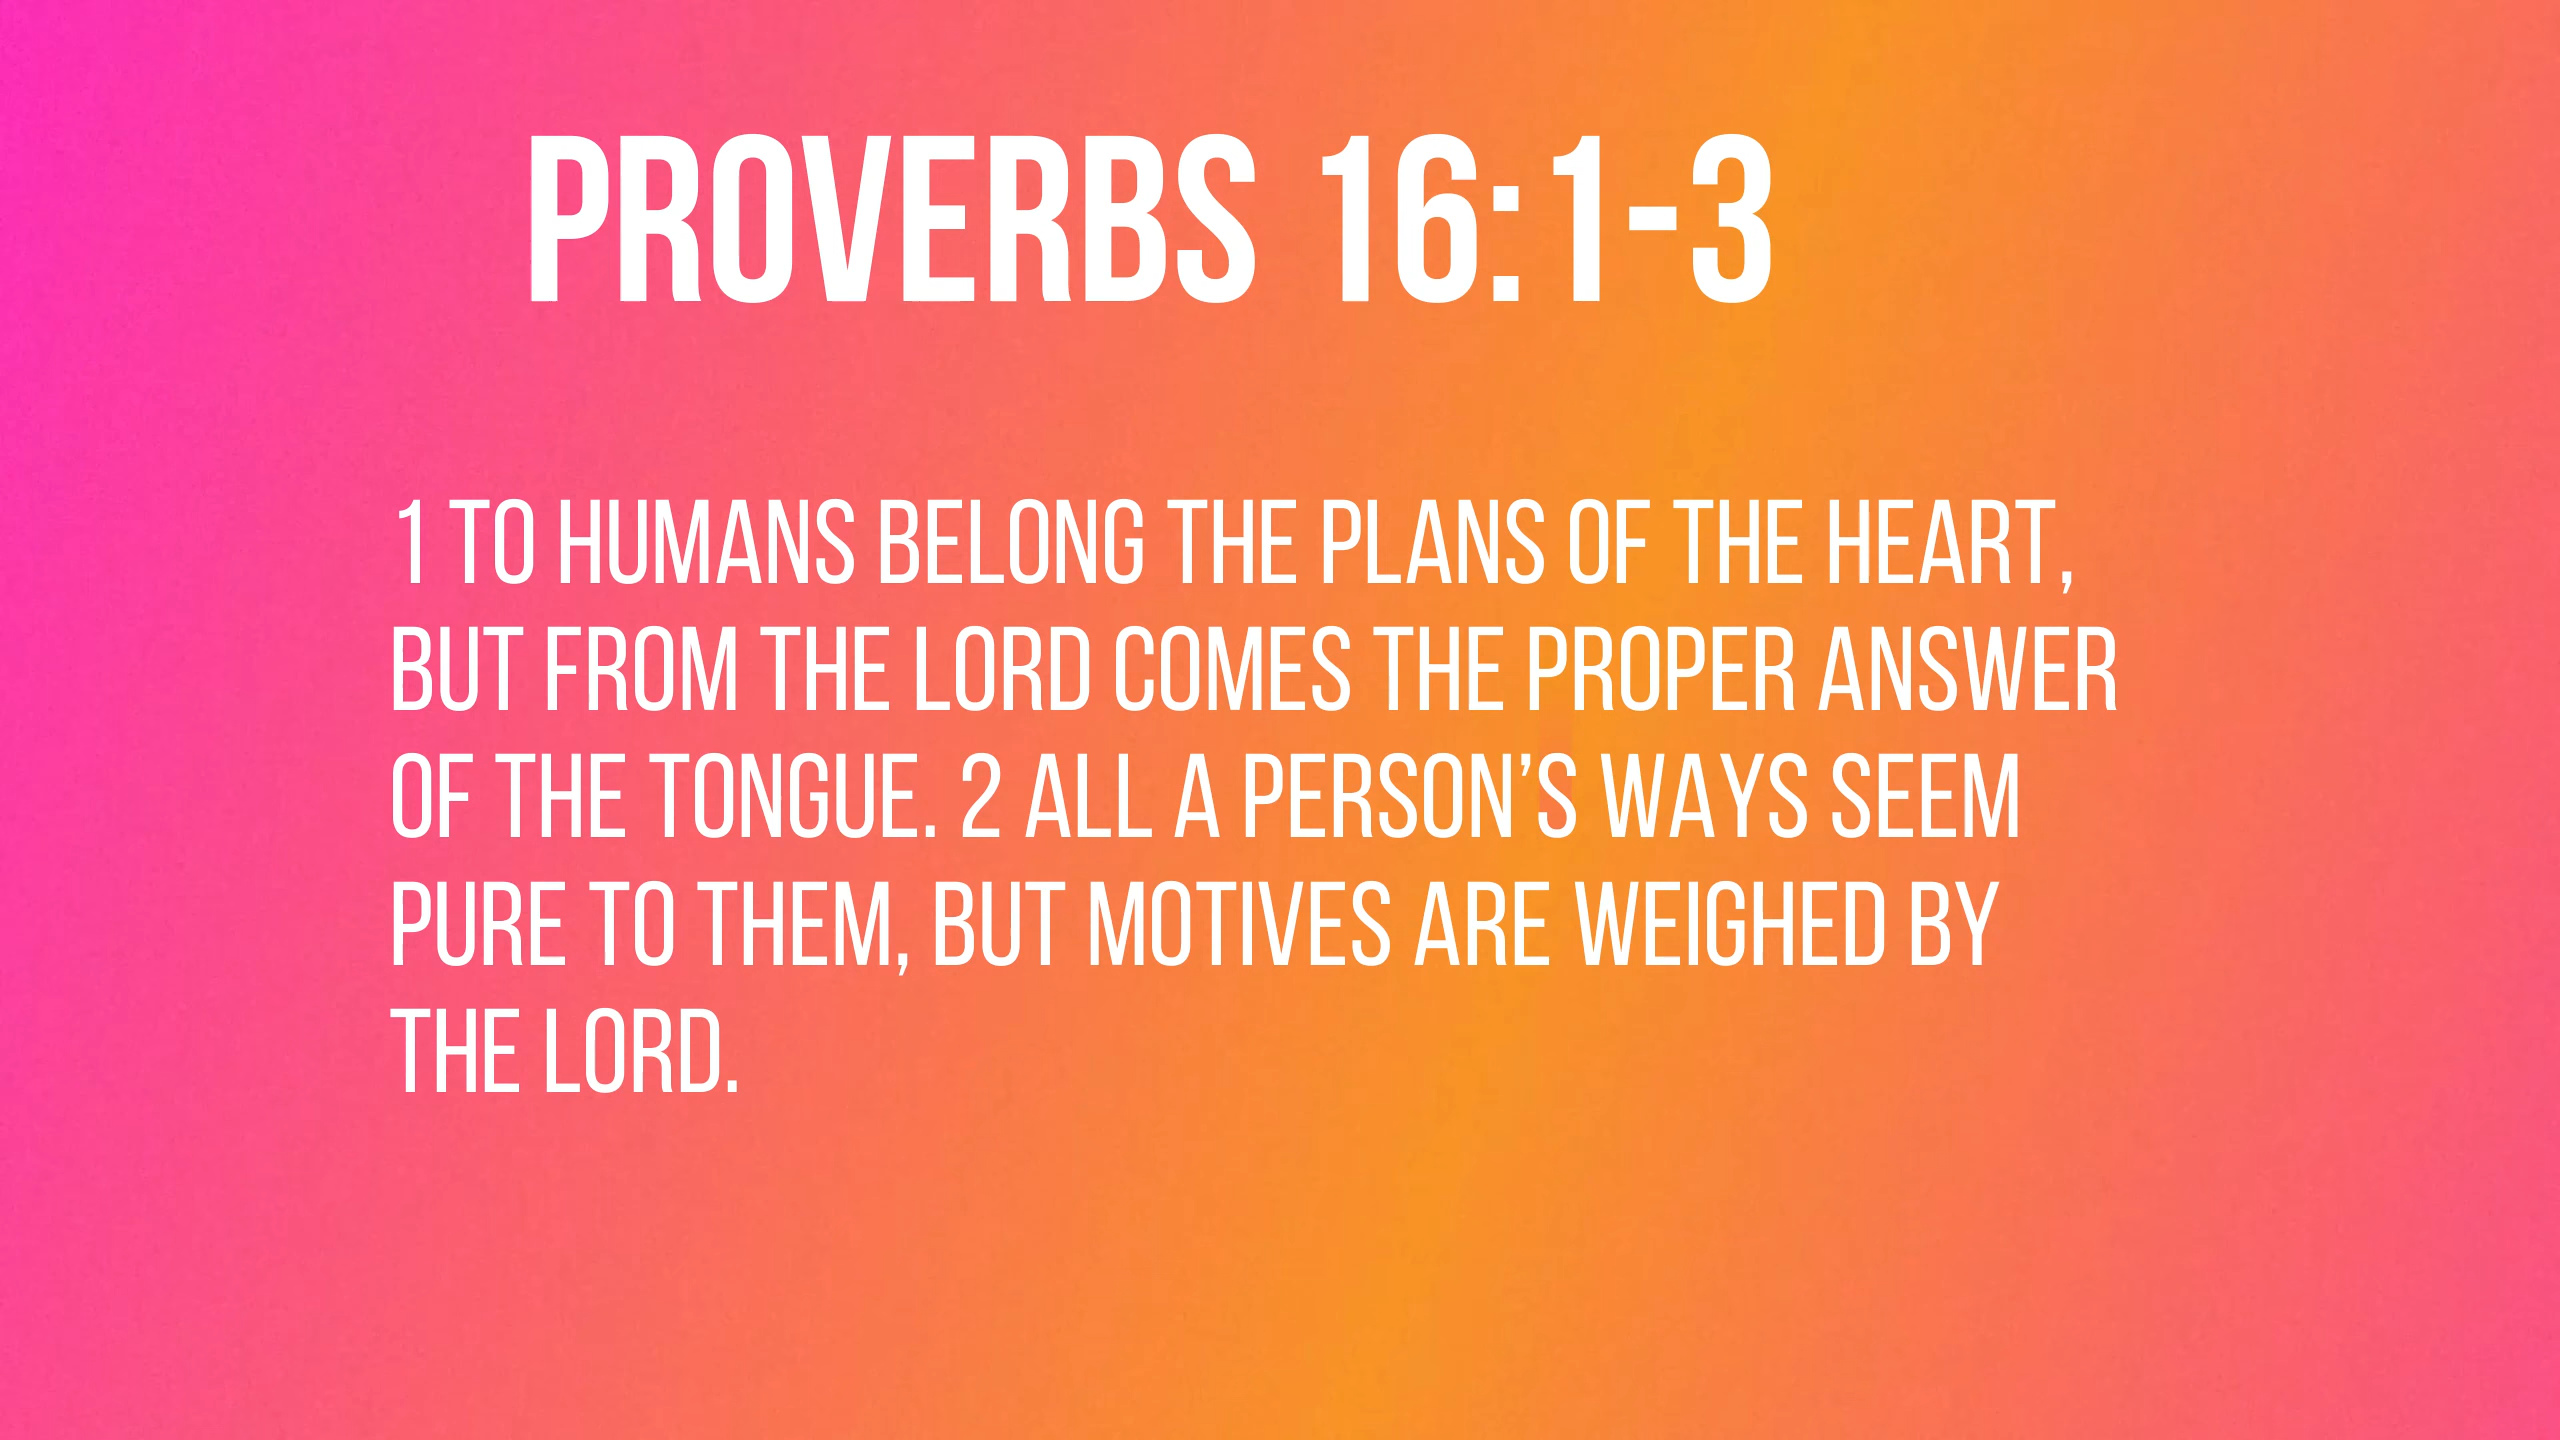 PROVERBS 16:1-3
1 TO HUMANS BELONG THE PLANS OF THE HEART,
BUT FROM THE LORD COMES THE PROPER ANSWER
OF THE TONGUE. 2 ALL A PERSON’S WAYS SEEM
PURE TO THEM, BUT MOTIVES ARE WEIGHED BY
THE LORD.